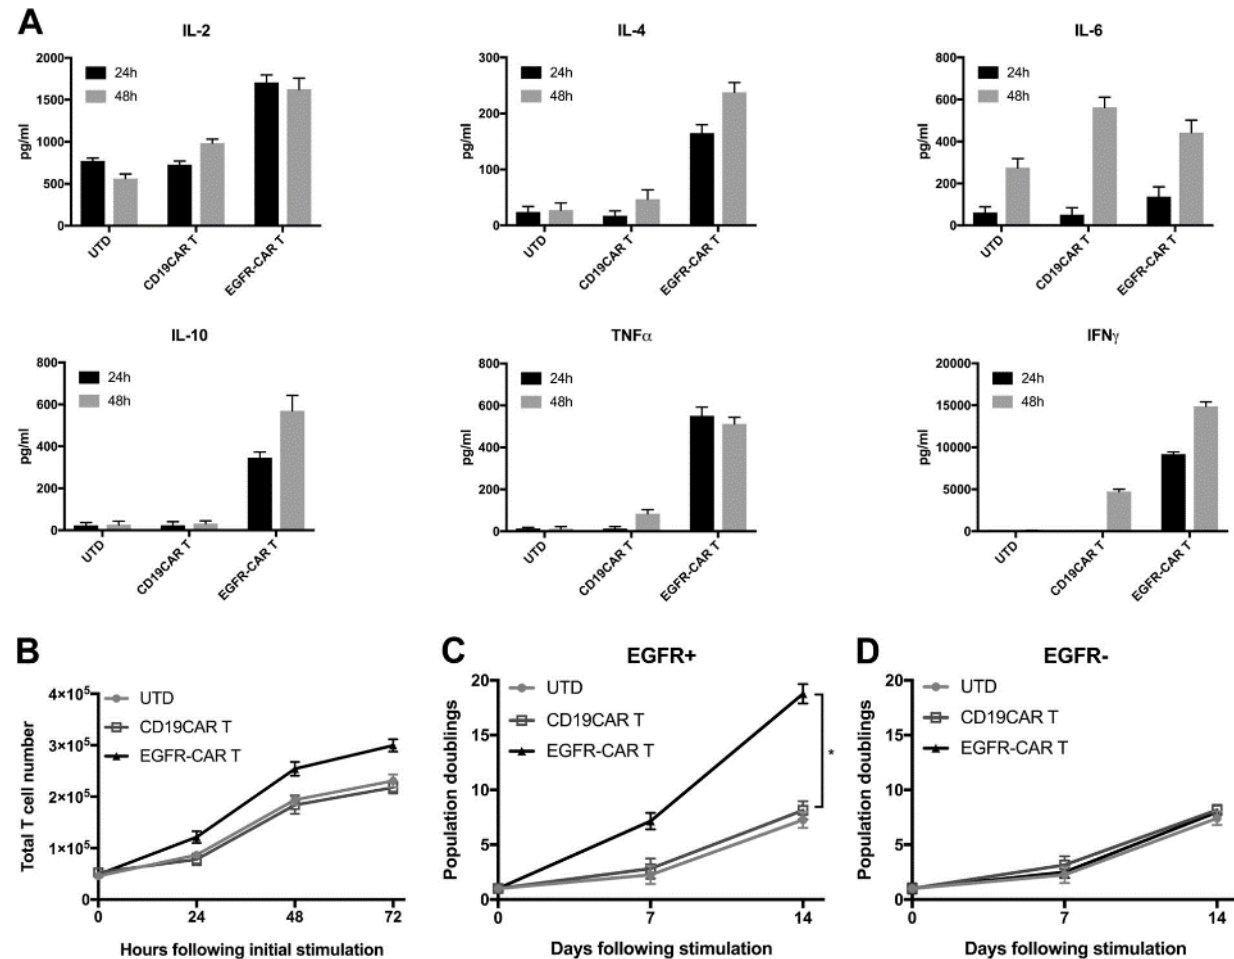 A
IL-2
2000
1500
1000
500
0
pg/ml
24h
48h
UTD
CD19CAR T
EGFR-CAR T
IL-4
300
200
100
0
pg/ml
24h
48h
UTD
CD19CAR T
EGFR-CAR T
IL-6
800
600
400
200
0
pg/ml
24h
48h
UTD
CD19CAR T
EGFR-CAR T
IL-10
800
600
400
200
0
pg/ml
24h
48h
UTD
CD19CAR T
EGFR-CAR T
TNFα
800
600
400
200
0
pg/ml
24h
48h
UTD
CD19CAR T
EGFR-CAR T
IFNγ
20000
15000
10000
5000
0
pg/ml
24h
48h
UTD
CD19CAR T
EGFR-CAR T
B
4×10⁵
3×10⁵
2×10⁵
1×10⁵
0
Total T cell number
UTD
CD19CAR T
EGFR-CAR T
0 24 48 72
Hours following initial stimulation
C
EGFR+
20
15
10
5
0
Population doublings
UTD
CD19CAR T
EGFR-CAR T
*
0 7 14
Days following stimulation
D
EGFR-
20
15
10
5
0
Population doublings
UTD
CD19CAR T
EGFR-CAR T
0 7 14
Days following stimulation